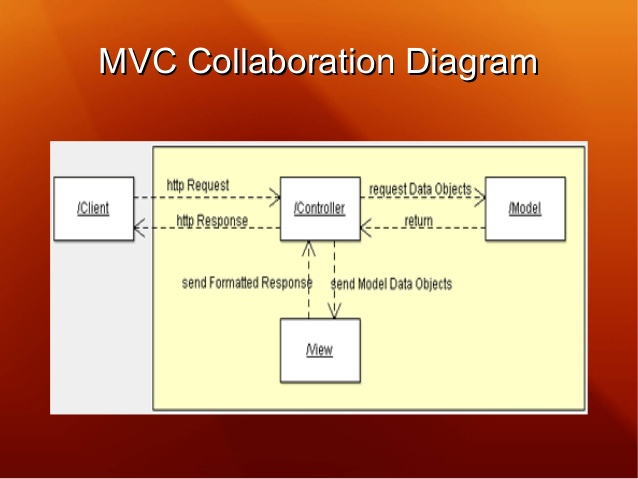 MVC Collaboration Diagram
http Request
request Data Objects
/Client
/Controller
/Model
http Response
return
send Formatted Response
send Model Data Objects
/View